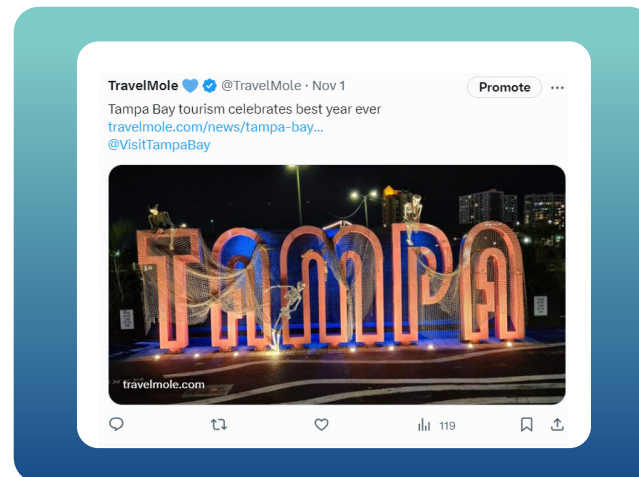 TravelMole 💙 @TravelMole · Nov 1
Promote
Tampa Bay tourism celebrates best year ever
travelmole.com/news/tampa-bay...
@VisitTampaBay
TAMPA
travelmole.com
119